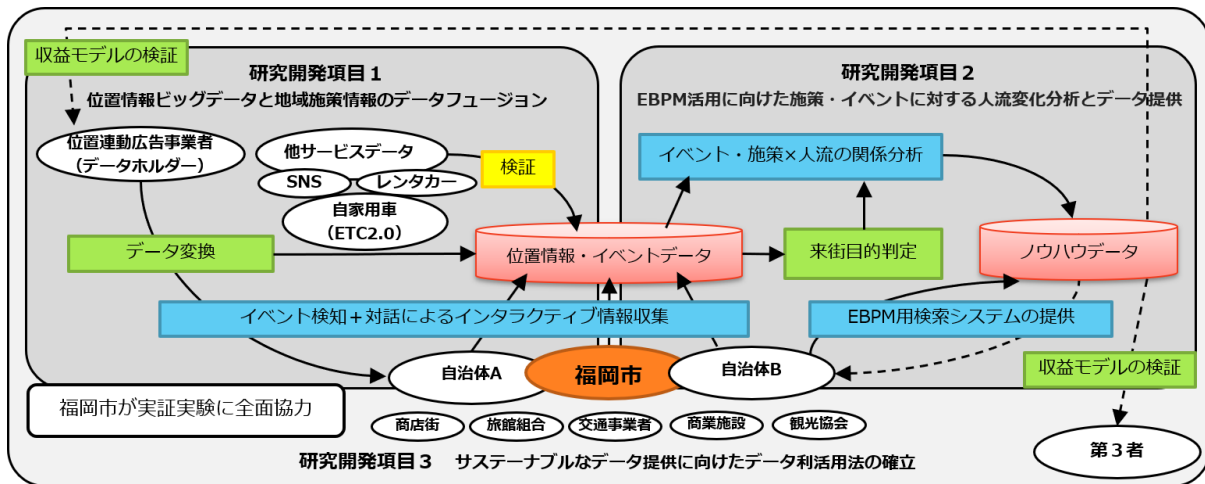 収益モデルの検証
研究開発項目1
位置情報ビッグデータと地域施策情報のデータフュージョン
位置連動広告事業者
(データホルダー)
他サービスデータ
SNS
レンタカー
自家用車
(ETC2.0)
検証
データ変換
位置情報・イベントデータ
研究開発項目2
EBPM活用に向けた施策・イベントに対する人流変化分析とデータ提供
イベント・施策×人流の関係分析
来街目的判定
ノウハウデータ
イベント検知+対話によるインタラクティブ情報収集
EBPM用検索システムの提供
自治体A
福岡市
自治体B
収益モデルの検証
福岡市が実証実験に全面協力
商店街
旅館組合
交通事業者
商業施設
観光協会
第3者
研究開発項目3 サステーナブルなデータ提供に向けたデータ利活用法の確立